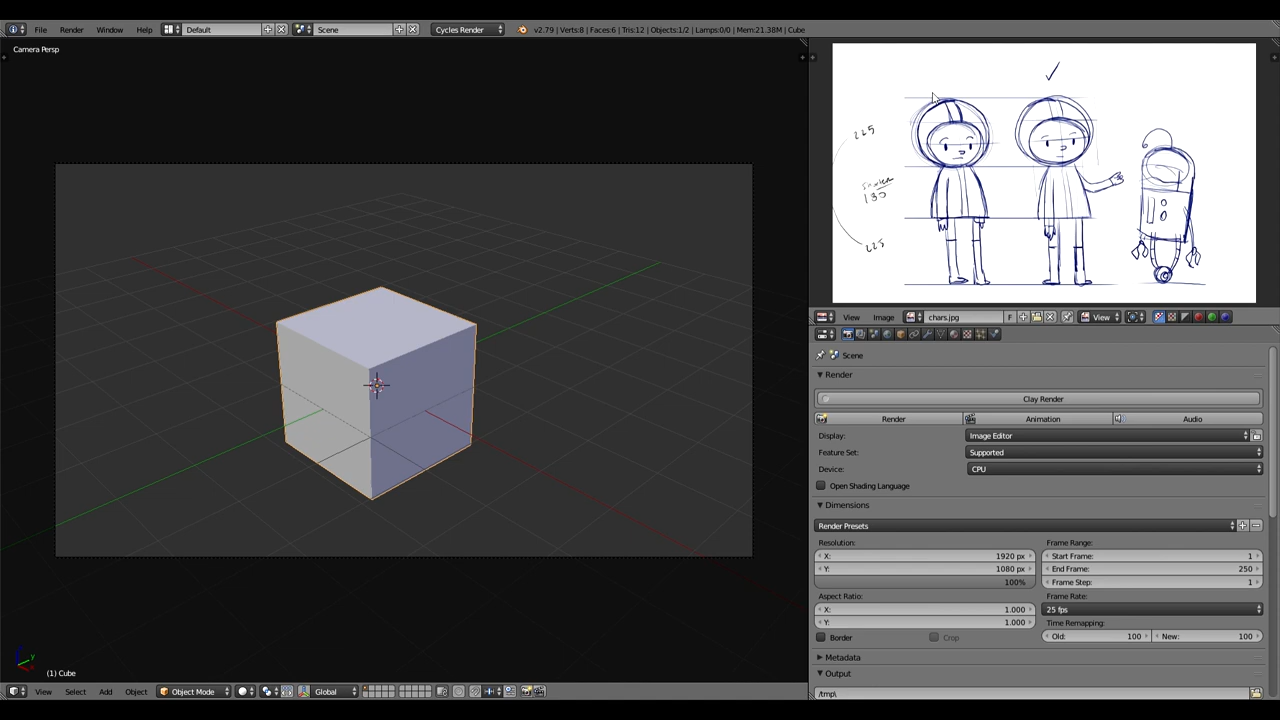 File Render Window Help Default Scene Cycles Render v2.79 | Verts:8 | Faces:6 | Tris:12 | Objects:1/2 | Lamps:0/0 | Mem:21.38M | Cube
Camera Persp
225
180
225
View Image chars.jpg F View
Scene
Render
Clay Render
Render Animation Audio
Display: Image Editor
Feature Set: Supported
Device: CPU
Open Shading Language
Dimensions
Render Presets
Resolution: Frame Range:
X: 1920 px Start Frame: 1
Y: 1080 px End Frame: 250
100% Frame Step: 1
Aspect Ratio: Frame Rate:
X: 1.000 25 fps
Y: 1.000 Time Remapping:
Border Crop Old: 100 New: 100
Metadata
Output
/tmp\
(1) Cube
View Select Add Object Object Mode Global